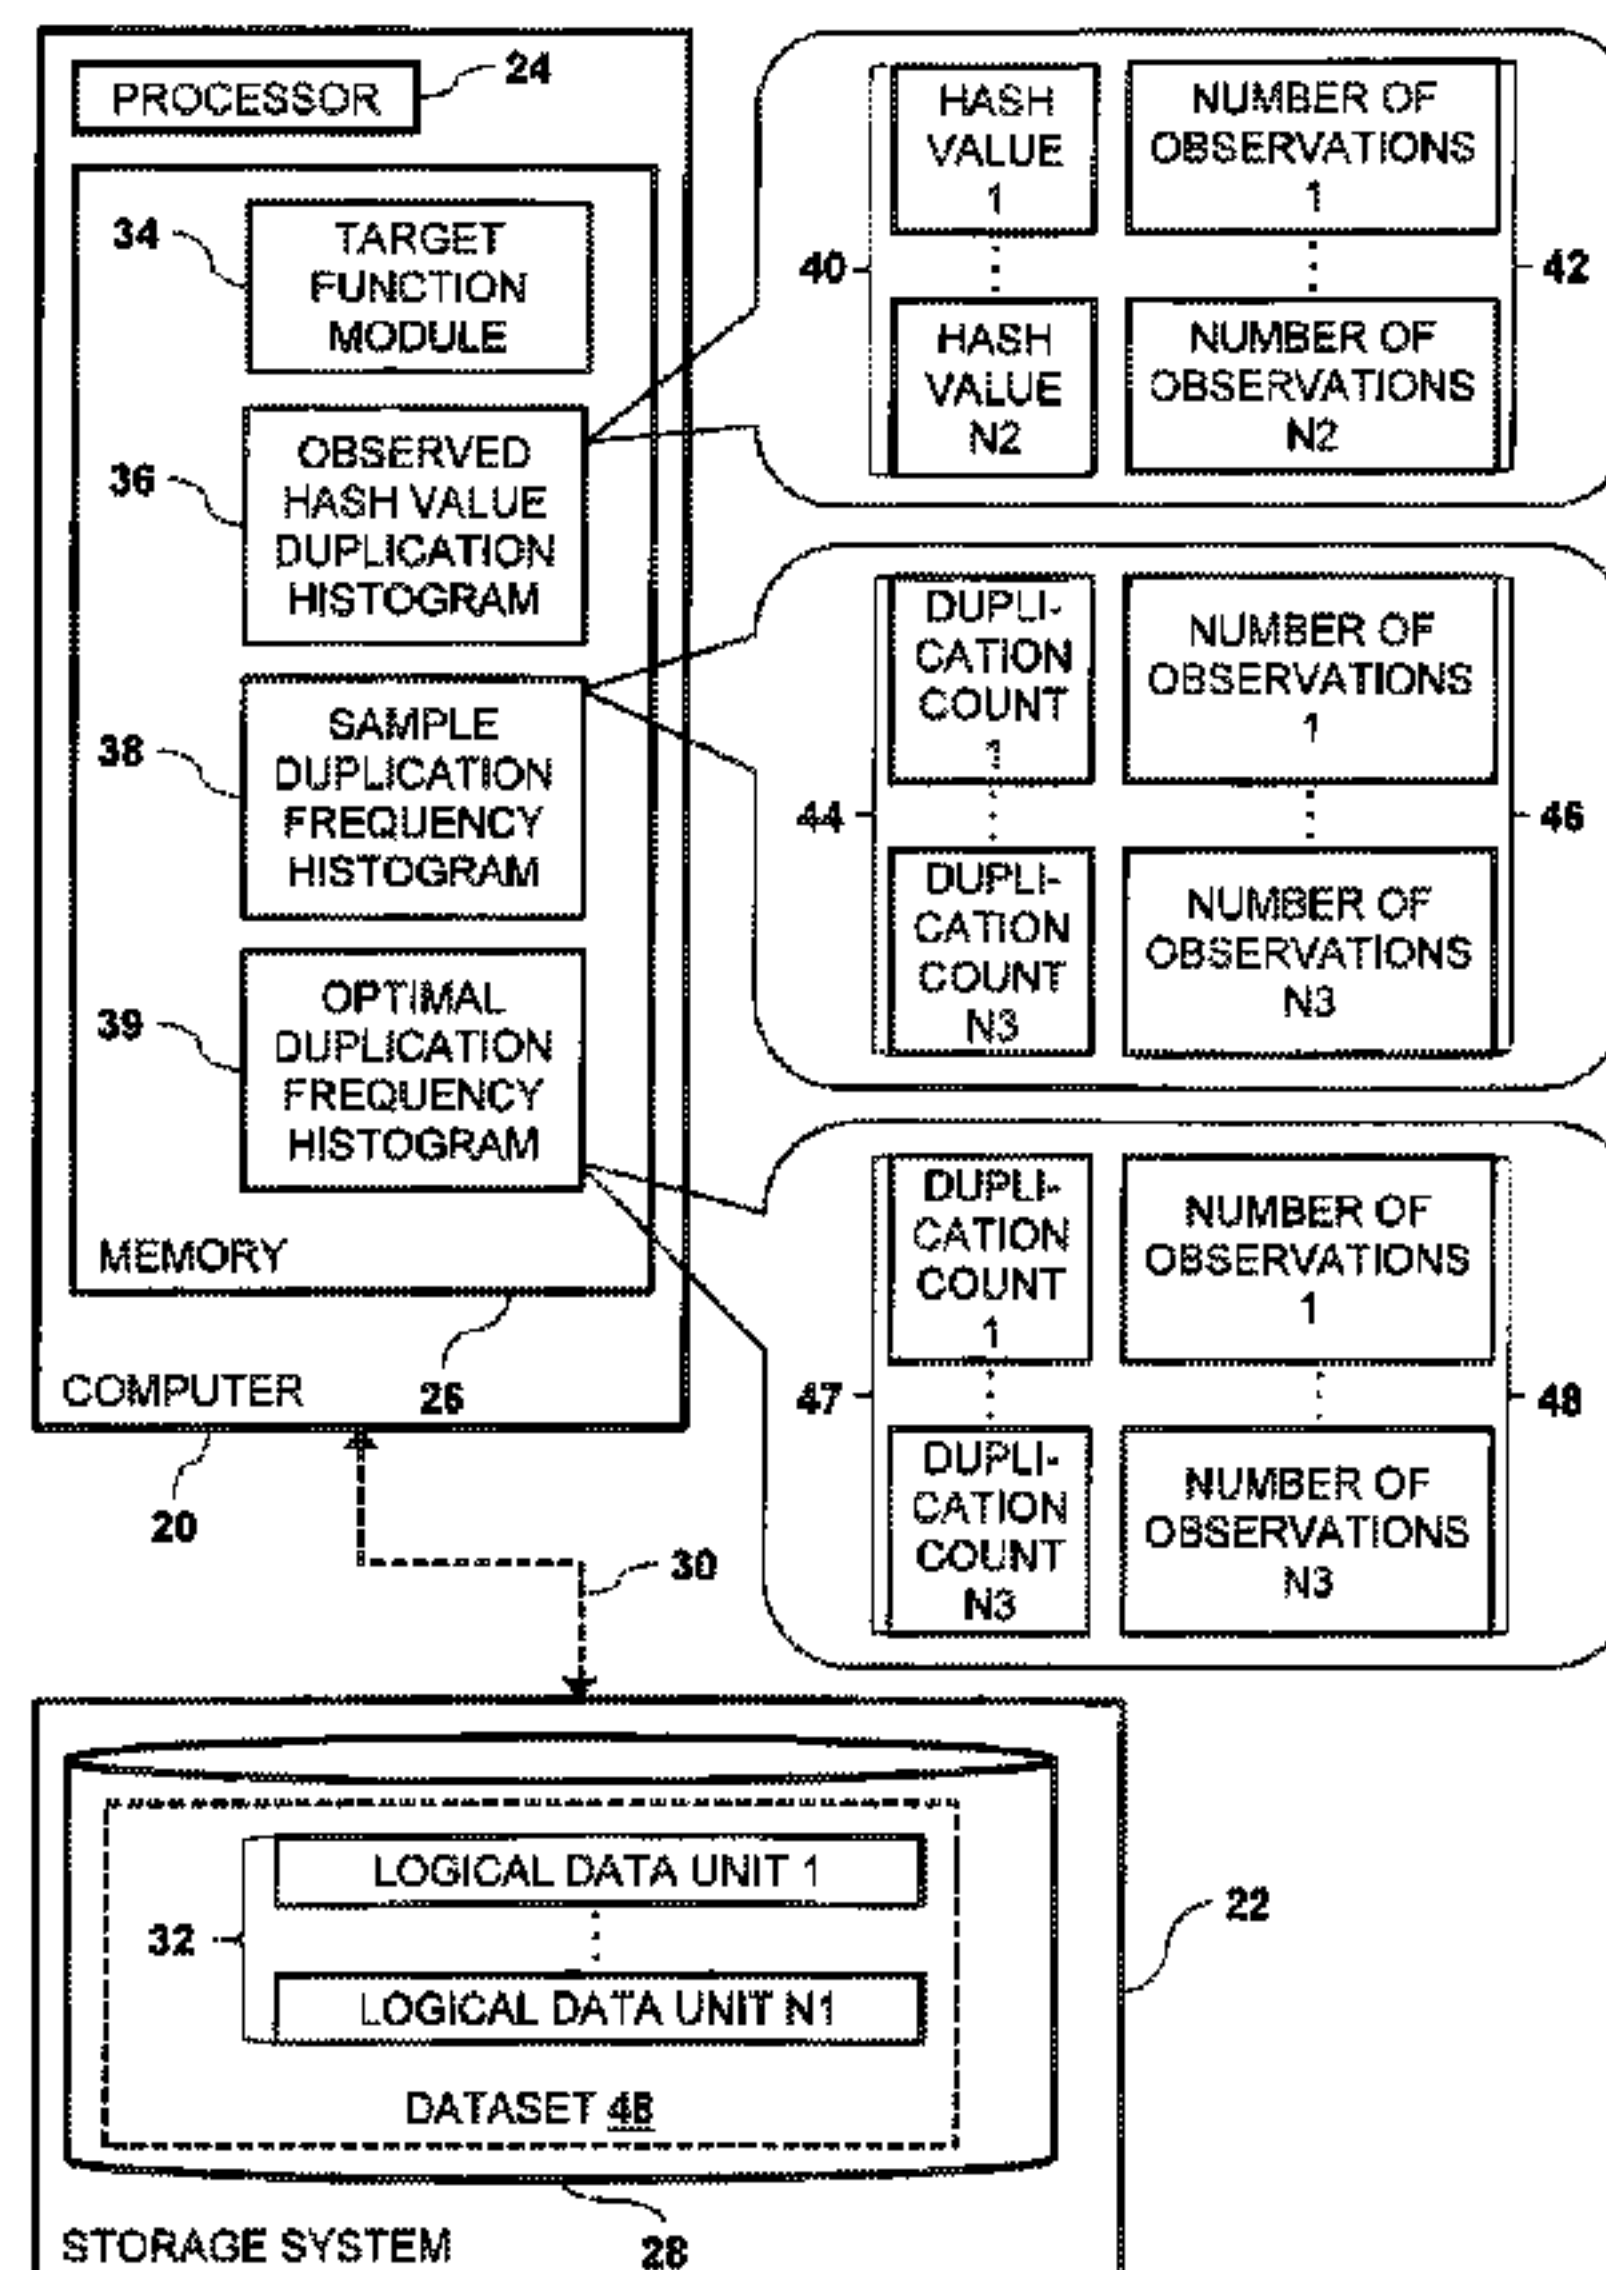 PROCESSOR
24
34
TARGET
FUNCTION
MODULE
36
OBSERVED
HASH VALUE
DUPLICATION
HISTOGRAM
38
SAMPLE
DUPLICATION
FREQUENCY
HISTOGRAM
39
OPTIMAL
DUPLICATION
FREQUENCY
HISTOGRAM
MEMORY
26
COMPUTER
20
30
40
HASH
VALUE
1
HASH
VALUE
N2
NUMBER OF
OBSERVATIONS
1
NUMBER OF
OBSERVATIONS
N2
42
44
DUPLI-
CATION
COUNT
1
DUPLI-
CATION
COUNT
N3
NUMBER OF
OBSERVATIONS
1
NUMBER OF
OBSERVATIONS
N3
46
47
DUPLI-
CATION
COUNT
1
DUPLI-
CATION
COUNT
N3
NUMBER OF
OBSERVATIONS
1
NUMBER OF
OBSERVATIONS
N3
48
32
LOGICAL DATA UNIT 1
LOGICAL DATA UNIT N1
DATASET
22
STORAGE SYSTEM
28